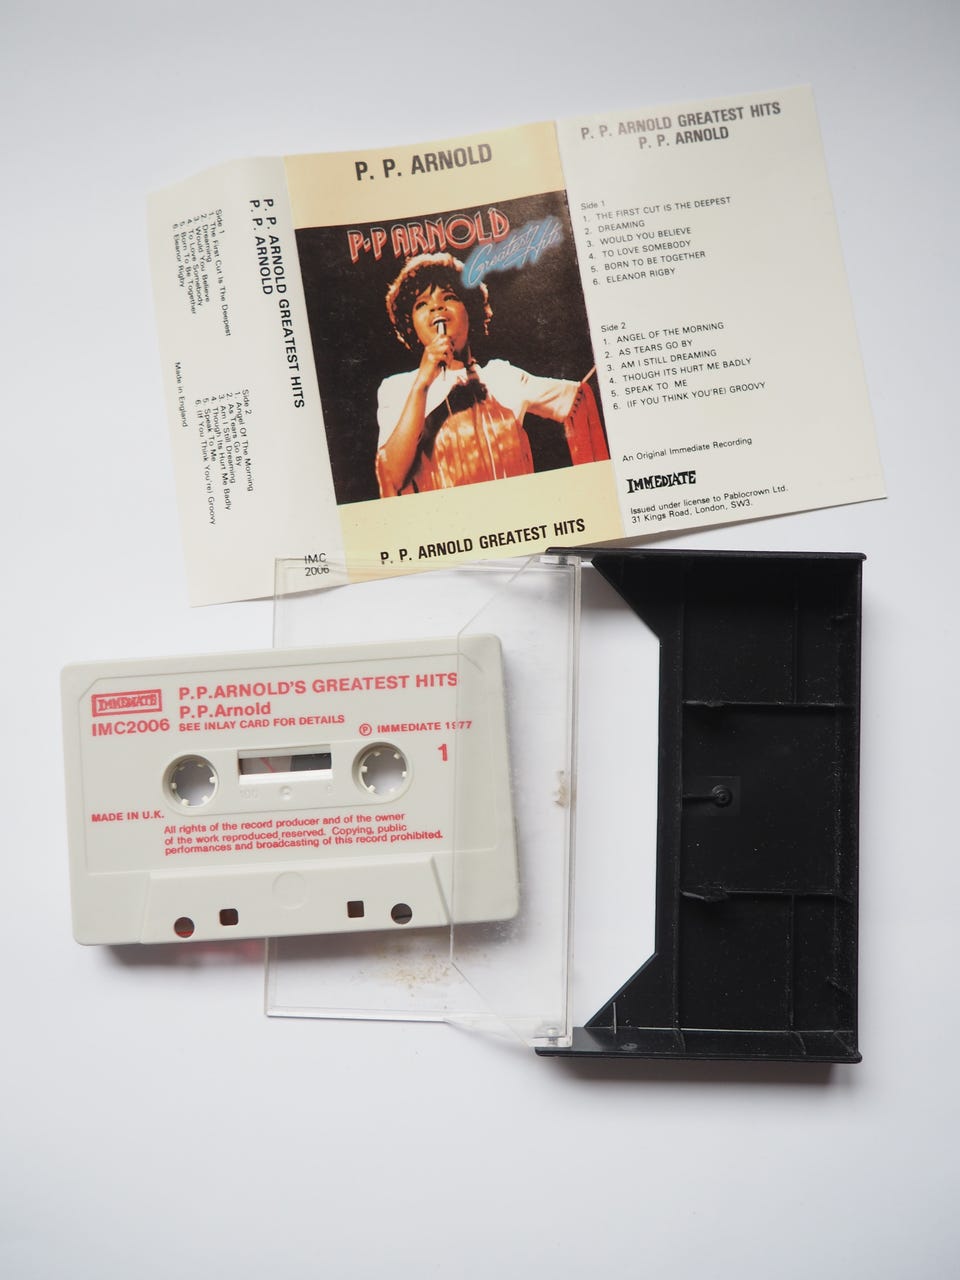 P. P. ARNOLD GREATEST HITS
P. P. ARNOLD
Side 1
1. The First Cut Is The Deepest
2. Dreaming
3. Would You Believe
4. To Love Somebody
5. Born To Be Together
6. Eleanor Rigby
Side 2
1. Angel Of The Morning
2. As Tears Go By
3. Am I Still Dreaming
4. Though Its Hurt Me Badly
5. Speak To Me
6. (If You Think You're) Groovy
Made in England
IMC
2006
P. P. ARNOLD
P·P ARNOLD
Greatest Hits
P. P. ARNOLD GREATEST HITS
P. P. ARNOLD GREATEST HITS
P. P. ARNOLD
Side 1
1. THE FIRST CUT IS THE DEEPEST
2. DREAMING
3. WOULD YOU BELIEVE
4. TO LOVE SOMEBODY
5. BORN TO BE TOGETHER
6. ELEANOR RIGBY
Side 2
1. ANGEL OF THE MORNING
2. AS TEARS GO BY
3. AM I STILL DREAMING
4. THOUGH ITS HURT ME BADLY
5. SPEAK TO ME
6. (IF YOU THINK YOU'RE) GROOVY
An Original Immediate Recording
IMMEDIATE
Issued under license to Pablocrown Ltd.
31 Kings Road, London, SW3.
IMMEDIATE
P.P.ARNOLD'S GREATEST HITS
P.P.Arnold
IMC2006 SEE INLAY CARD FOR DETAILS
Ⓟ IMMEDIATE 1977
1
100 0
MADE IN U.K.
All rights of the record producer and of the owner
of the work reproduced reserved. Copying, public
performances and broadcasting of this record prohibited.